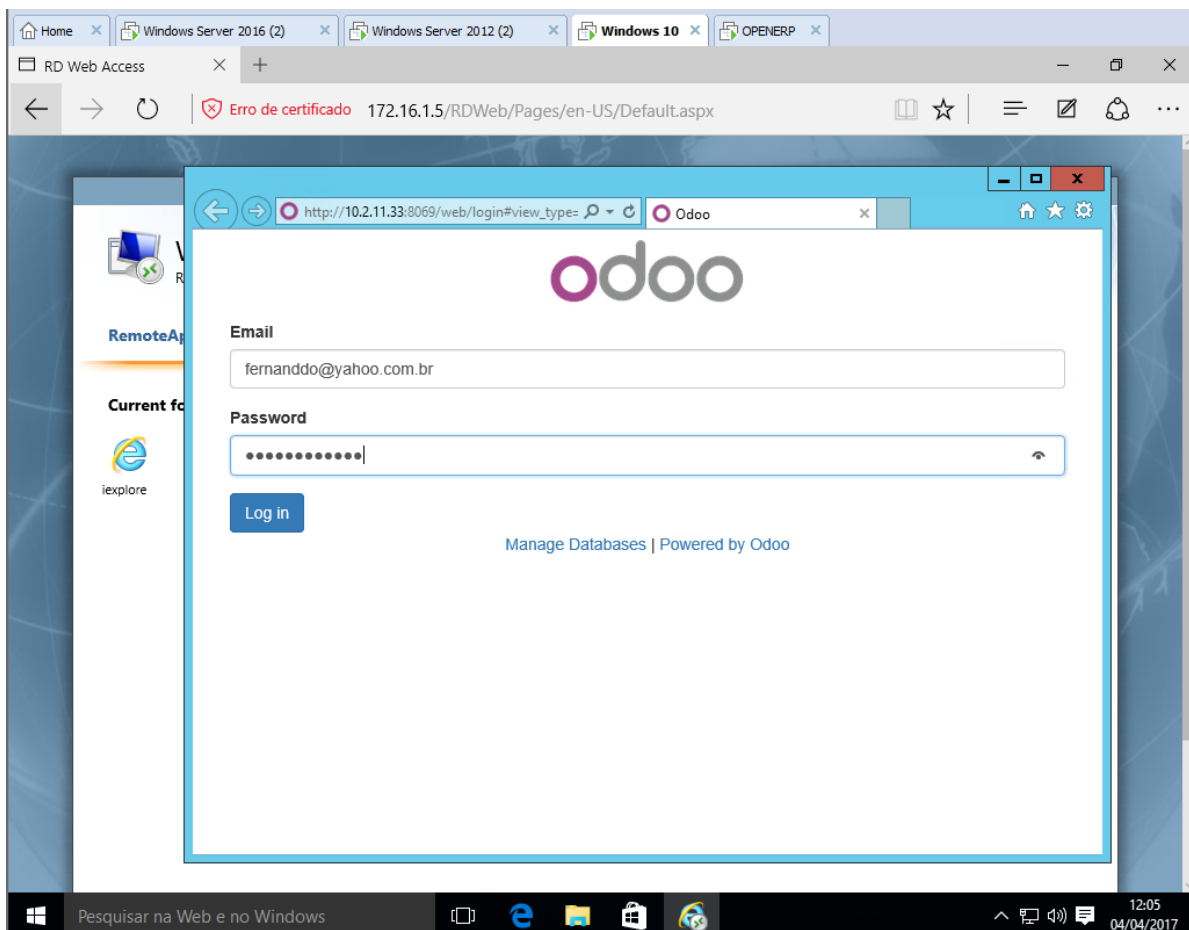 Home
Windows Server 2016 (2)
Windows Server 2012 (2)
Windows 10
OPENERP
RD Web Access
Erro de certificado 172.16.1.5/RDWeb/Pages/en-US/Default.aspx
http://10.2.11.33:8069/web/login#view_type=
Odoo
odoo
RemoteAp
Email
fernanddo@yahoo.com.br
Current fo
Password
iexplore
Log in
Manage Databases | Powered by Odoo
Pesquisar na Web e no Windows
12:05
04/04/2017